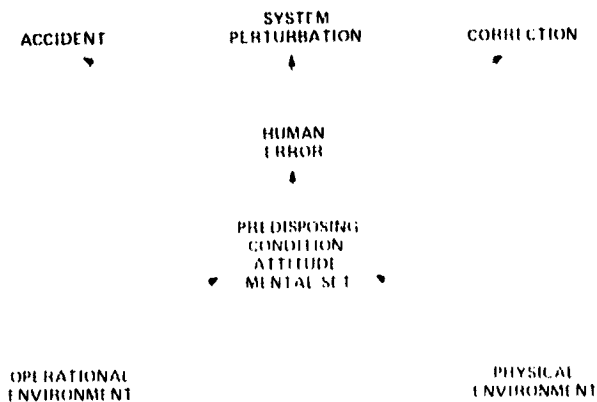 ACCIDENT
SYSTEM
PERTURBATION
CORRECTION
HUMAN
ERROR
PREDISPOSING
CONDITION
ATTITUDE
MENTAL SET
OPERATIONAL
ENVIRONMENT
PHYSICAL
ENVIRONMENT